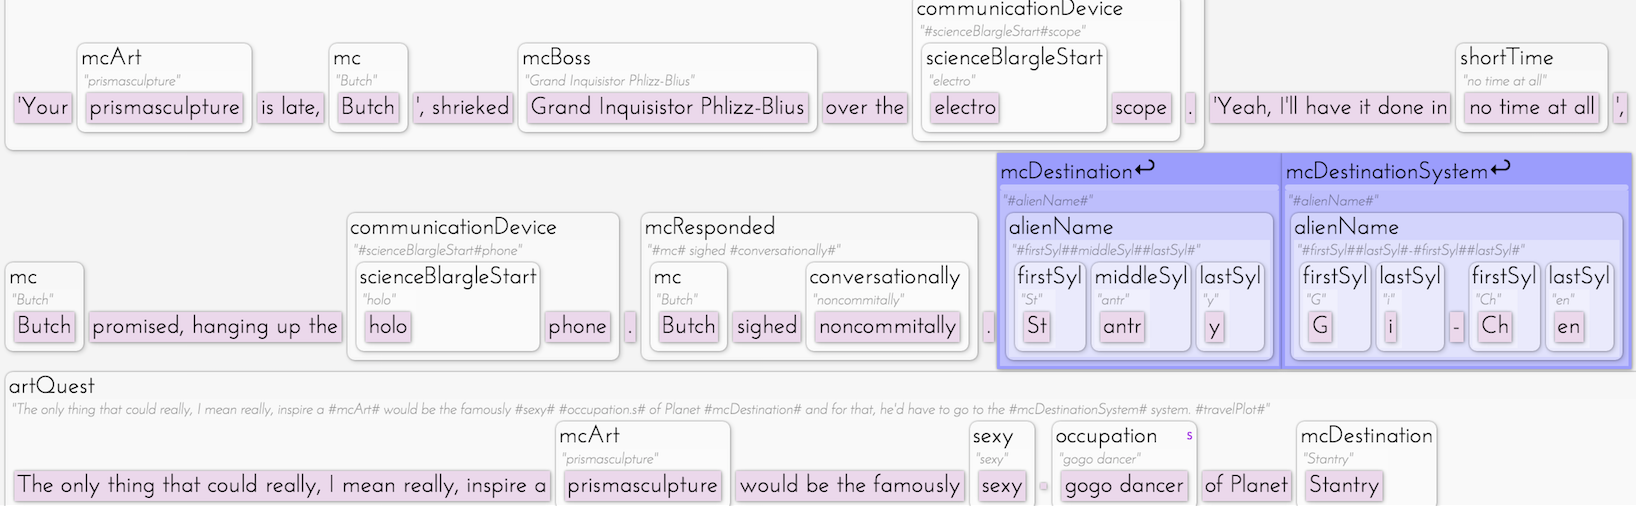 communicationDevice
"#scienceBlargleStart#scope"
mcArt mc mcBoss scienceBlargleStart shortTime
"prismasculpture" "Butch" "Grand Inquisitor Phlizz-Blius" "electro" "no time at all"
'Your prismasculpture is late, Butch ', shrieked Grand Inquisistor Phlizz-Blius over the electro scope . 'Yeah, I'll have it done in no time at all ',
mcDestination↩ mcDestinationSystem↩
"#alienName#" "#alienName#"
communicationDevice mcResponded alienName alienName
"#scienceBlargleStart#phone" "#mc# sighed #conversationally#" "#firstSyl##middleSyl##lastSyl#" "#firstSyl##lastSyl#-#firstSyl##lastSyl#"
mc scienceBlargleStart mc conversationally firstSyl middleSyl lastSyl firstSyl lastSyl firstSyl lastSyl
"Butch" "holo" "Butch" "noncommitally" "St" "antr" "y" "G" "i" "Ch" "en"
Butch promised, hanging up the holo phone . Butch sighed noncommitally . St antr y G i - Ch en
artQuest
"The only thing that could really, I mean really, inspire a #mcArt# would be the famously #sexy# #occupation.s# of Planet #mcDestination# and for that, he'd have to go to the #mcDestinationSystem# system. #travelPlot#"
mcArt sexy occupation s mcDestination
"prismasculpture" "sexy" "gogo dancer" "Stantry"
The only thing that could really, I mean really, inspire a prismasculpture would be the famously sexy gogo dancer of Planet Stantry